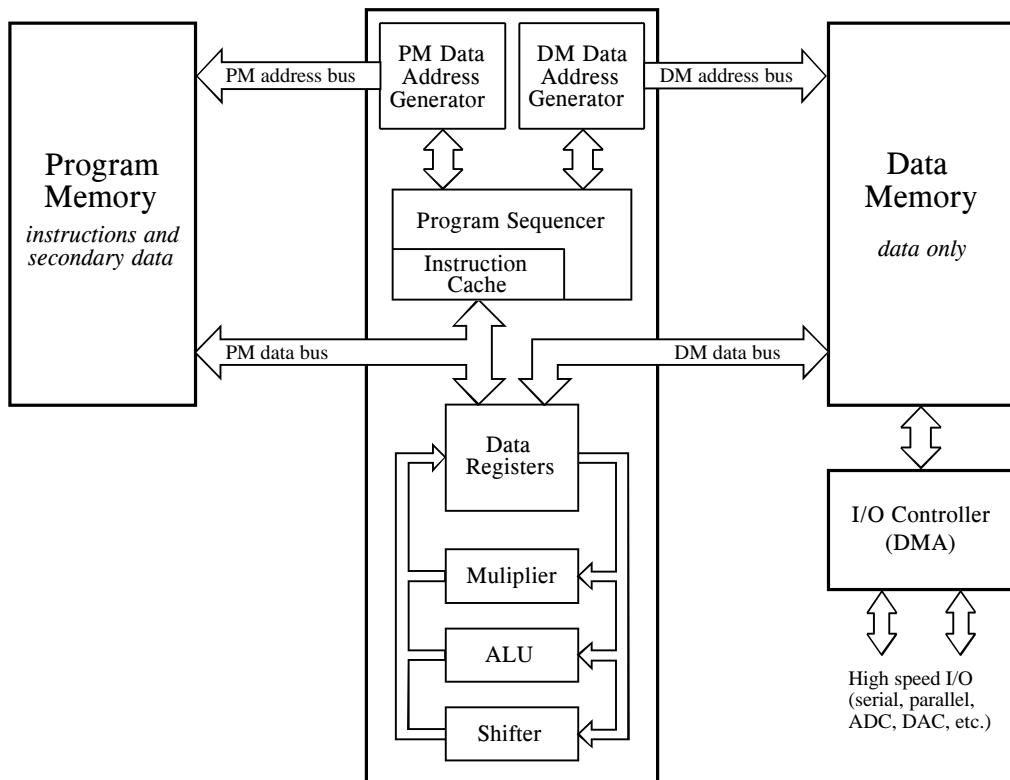 PM Data
Address
Generator
DM Data
Address
Generator
PM address bus
DM address bus
Program
Memory
instructions and
secondary data
Program Sequencer
Instruction
Cache
Data
Memory
data only
PM data bus
DM data bus
Data
Registers
I/O Controller
(DMA)
Muliplier
ALU
Shifter
High speed I/O
(serial, parallel,
ADC, DAC, etc.)